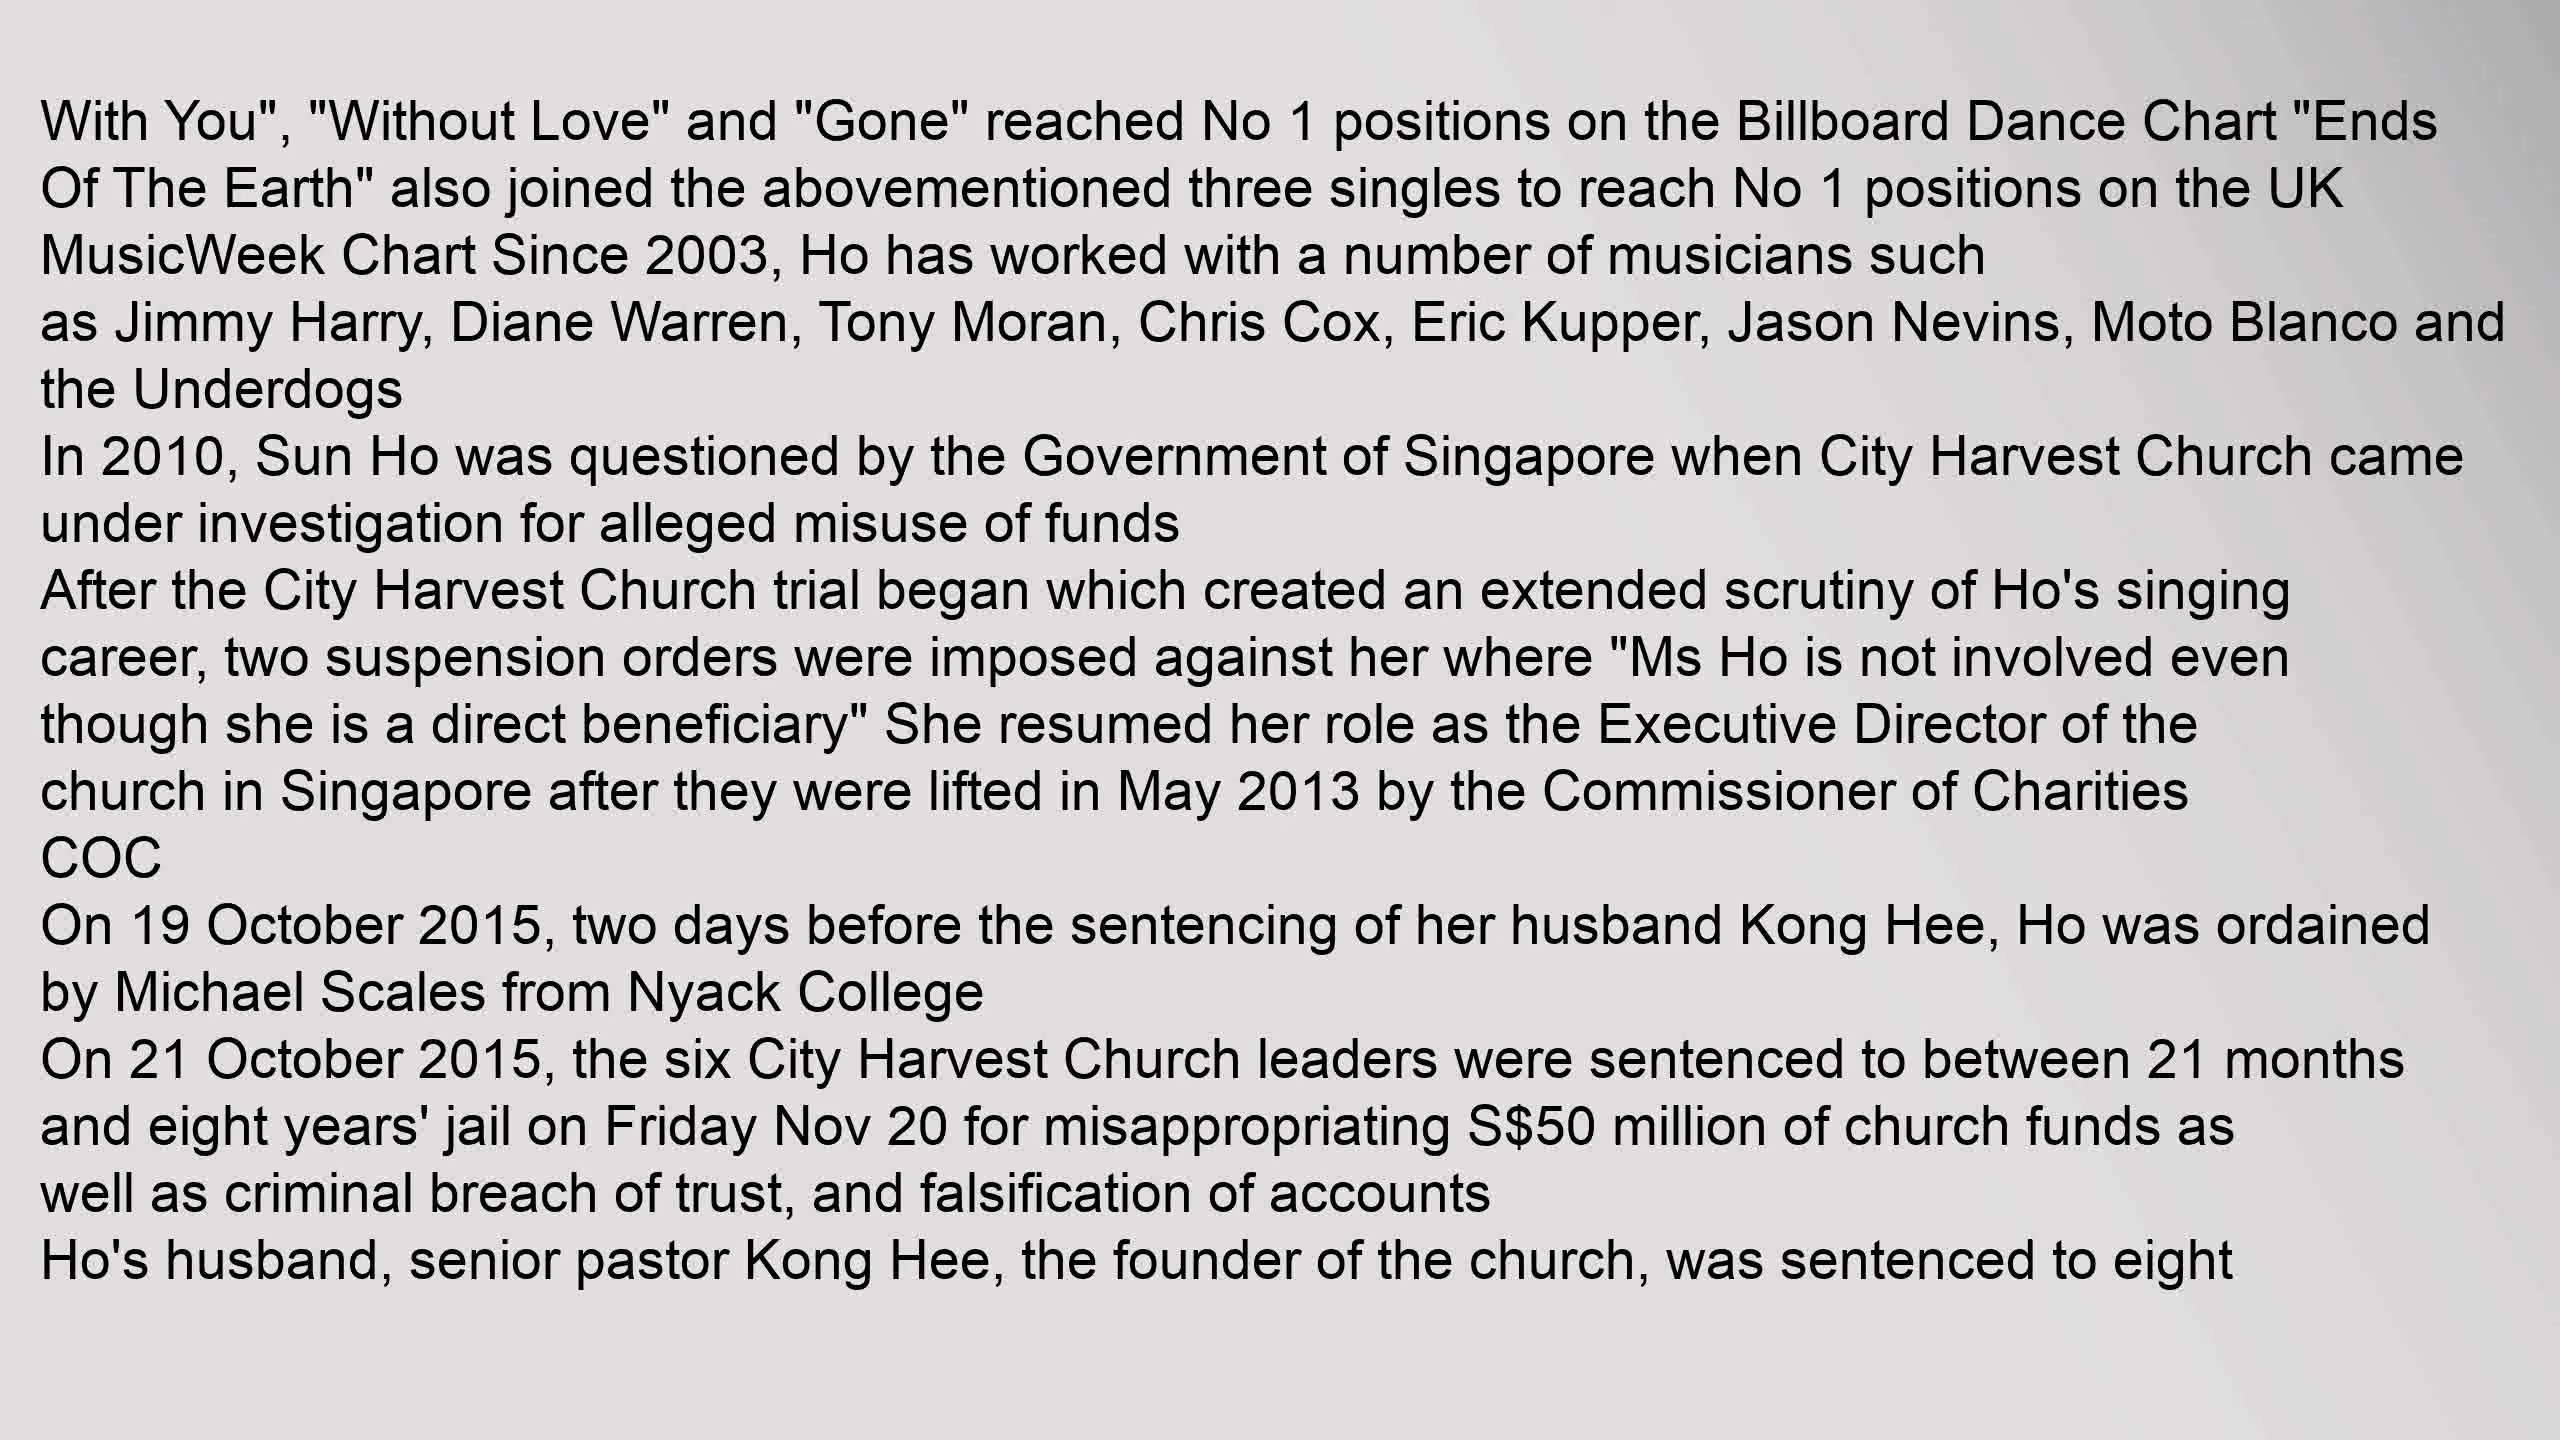 With You", "Without Love" and "Gone" reached No 1 positions on the Billboard Dance Chart "Ends
Of The Earth" also joined the abovementioned three singles to reach No 1 positions on the UK
MusicWeek Chart Since 2003, Ho has worked with a number of musicians such
as Jimmy Harry, Diane Warren, Tony Moran, Chris Cox, Eric Kupper, Jason Nevins, Moto Blanco and
the Underdogs
In 2010, Sun Ho was questioned by the Government of Singapore when City Harvest Church came
under investigation for alleged misuse of funds
After the City Harvest Church trial began which created an extended scrutiny of Ho's singing
career, two suspension orders were imposed against her where "Ms Ho is not involved even
though she is a direct beneficiary" She resumed her role as the Executive Director of the
church in Singapore after they were lifted in May 2013 by the Commissioner of Charities
COC
On 19 October 2015, two days before the sentencing of her husband Kong Hee, Ho was ordained
by Michael Scales from Nyack College
On 21 October 2015, the six City Harvest Church leaders were sentenced to between 21 months
and eight years' jail on Friday Nov 20 for misappropriating S$50 million of church funds as
well as criminal breach of trust, and falsification of accounts
Ho's husband, senior pastor Kong Hee, the founder of the church, was sentenced to eight